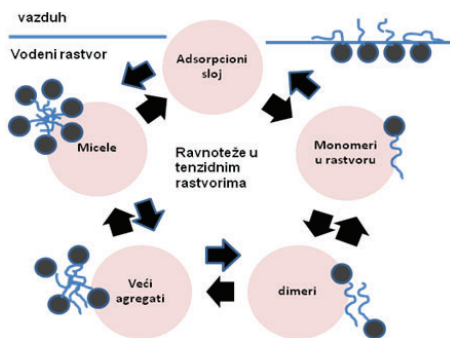 vazduh
Vodeni rastvor
Adsorpcioni
sloj
Micele
Monomeri
u rastvoru
Ravnoteže u
tenzidnim
rastvorima
Veći
agregati
dimeri